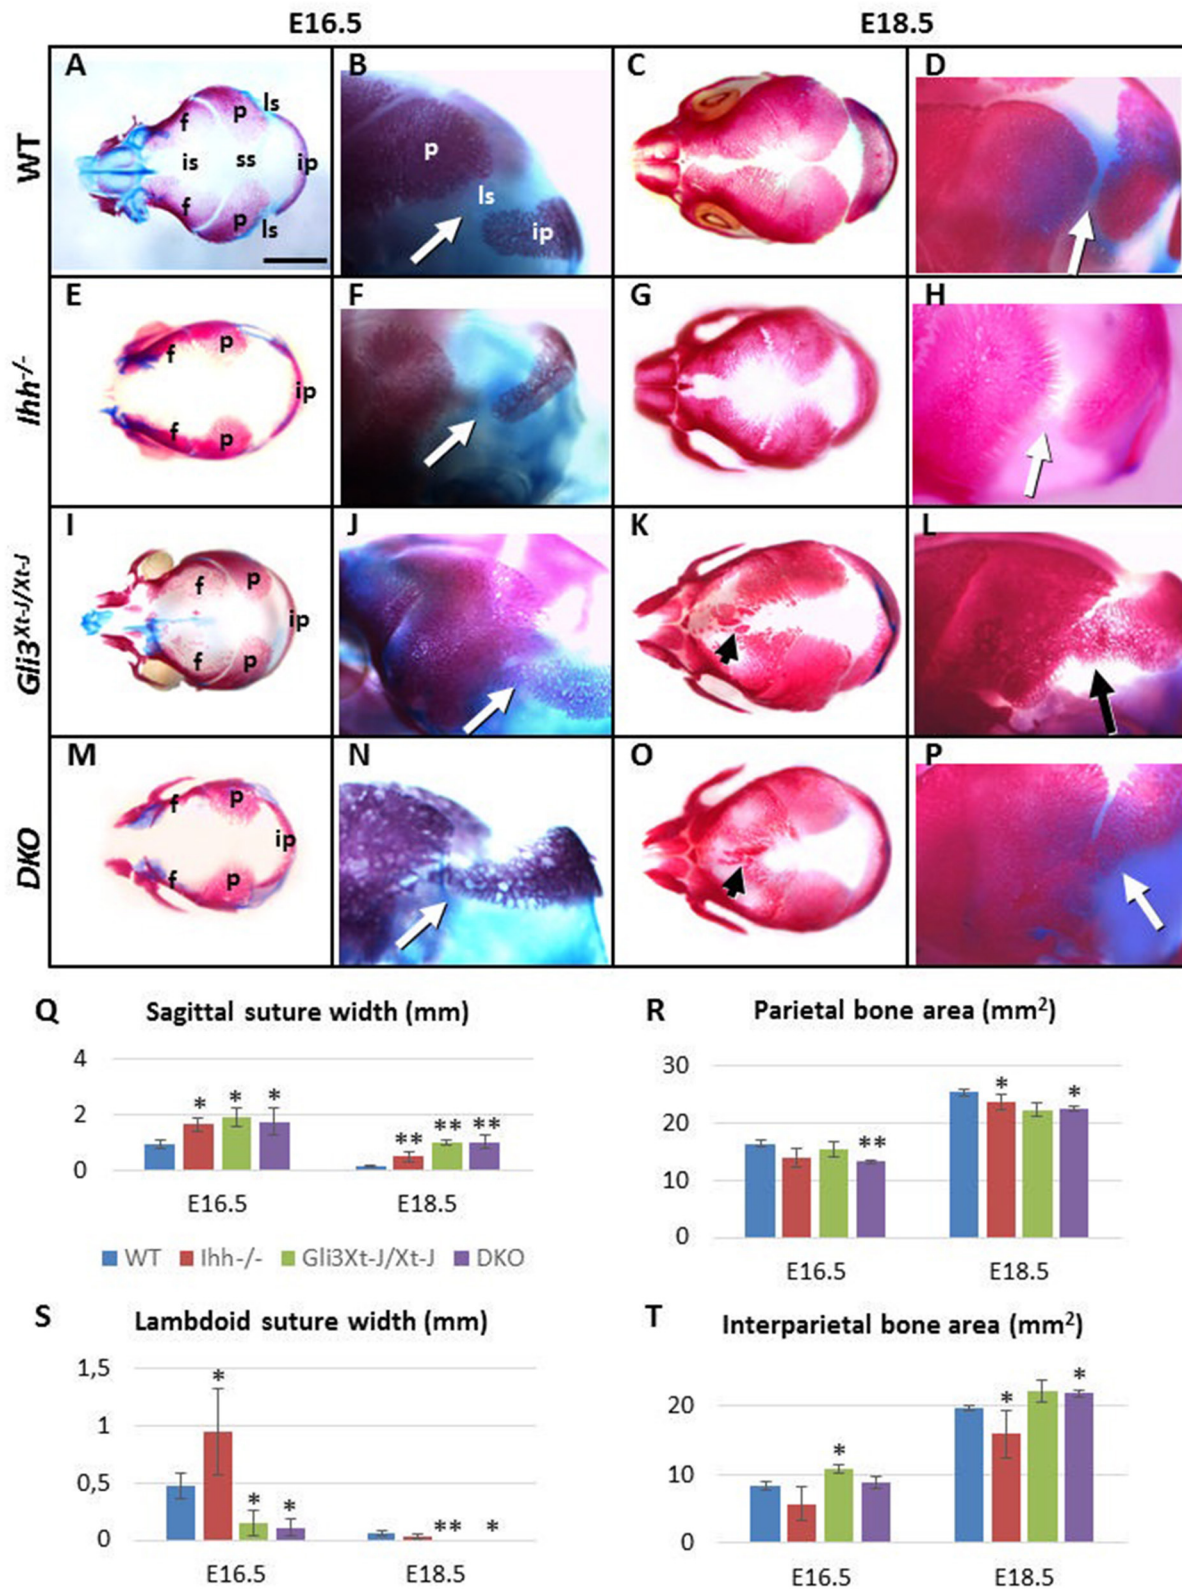 E16.5 E18.5
WT
A
f
p
ls
is
ss
ip
f
p
ls
B
p
ls
ip
C
D
Ihh-/-
E
f
p
ip
f
p
F
G
H
Gli3Xt-J/Xt-J
I
f
p
ip
f
p
J
K
L
DKO
M
f
p
ip
f
p
N
O
P
Q Sagittal suture width (mm)
4
2
0
* * *
** ** **
E16.5 E18.5
WT Ihh-/- Gli3Xt-J/Xt-J DKO
R Parietal bone area (mm2)
30
20
10
0
**
* *
E16.5 E18.5
S Lambdoid suture width (mm)
1,5
1
0,5
0
* * *
** *
E16.5 E18.5
T Interparietal bone area (mm2)
20
10
0
*
* *
E16.5 E18.5